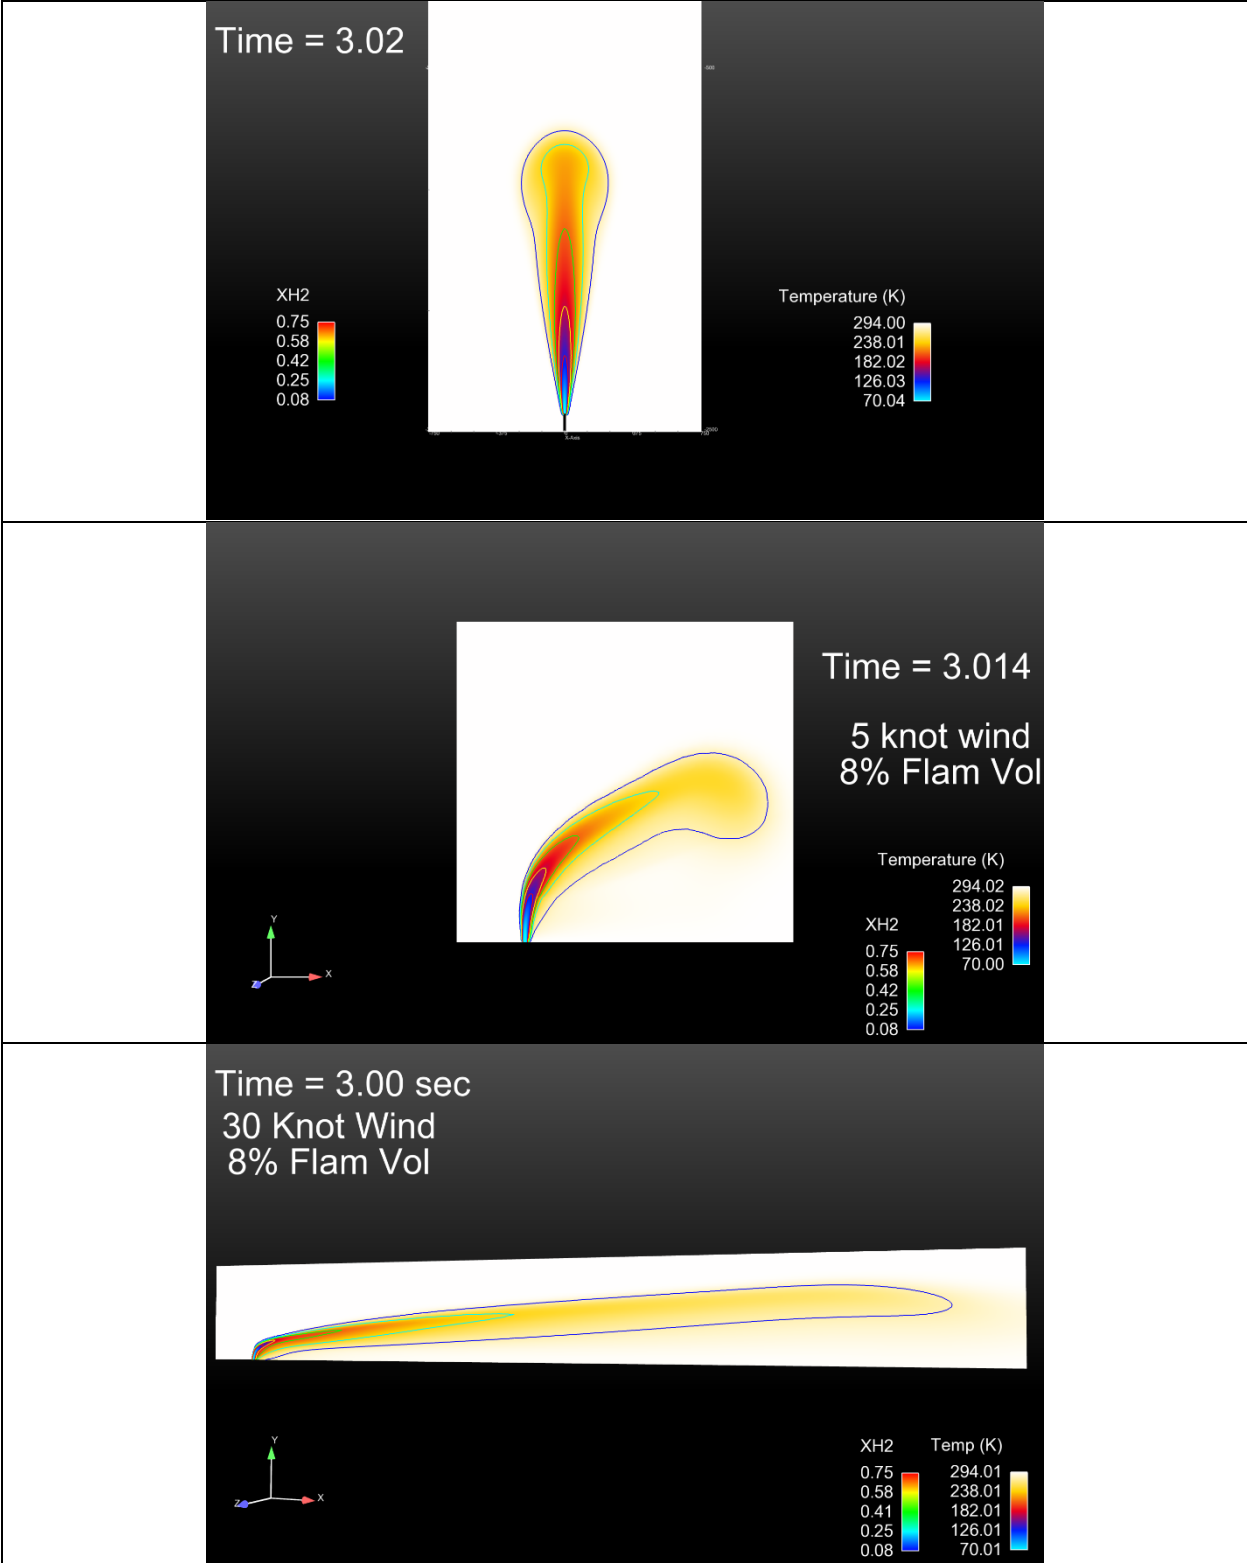 Time = 3.02
XH2
0.75
0.58
0.42
0.25
0.08
Temperature (K)
294.00
238.01
182.02
126.03
70.04
X-Axis
Time = 3.014
5 knot wind
8% Flam Vol
Temperature (K)
294.02
238.02
182.01
126.01
70.00
XH2
0.75
0.58
0.42
0.25
0.08
Y
X
Z
Time = 3.00 sec
30 Knot Wind
8% Flam Vol
Y
X
Z
XH2
0.75
0.58
0.41
0.25
0.08
Temp (K)
294.01
238.01
182.01
126.01
70.01